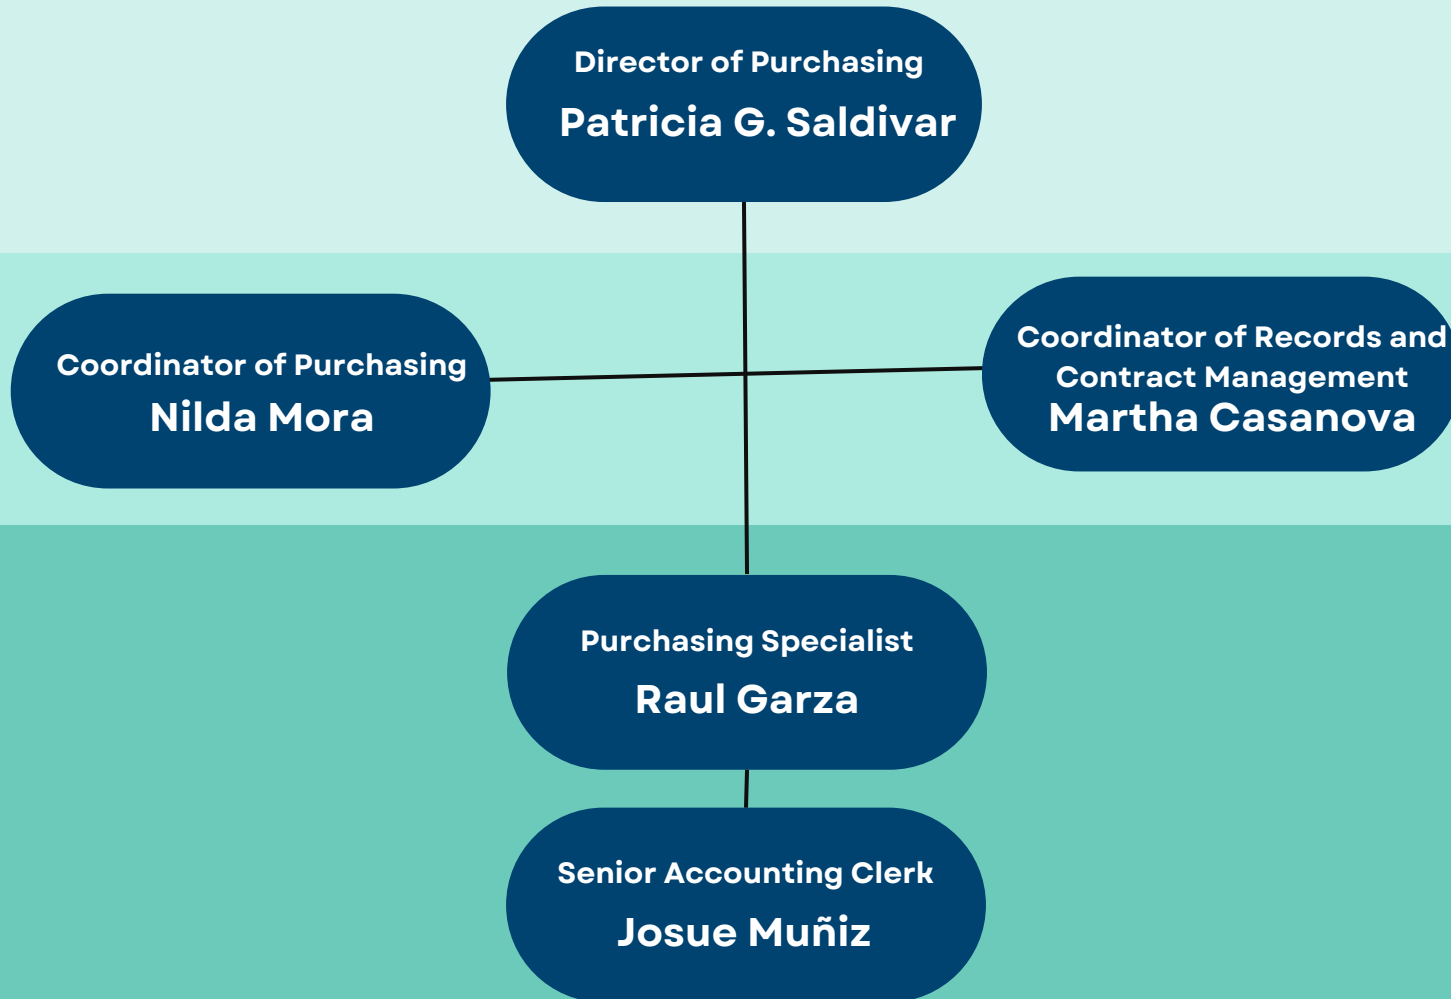 Director of Purchasing
Patricia G. Saldivar
Coordinator of Purchasing
Nilda Mora
Coordinator of Records and
Contract Management
Martha Casanova
Purchasing Specialist
Raul Garza
Senior Accounting Clerk
Josue Muñiz